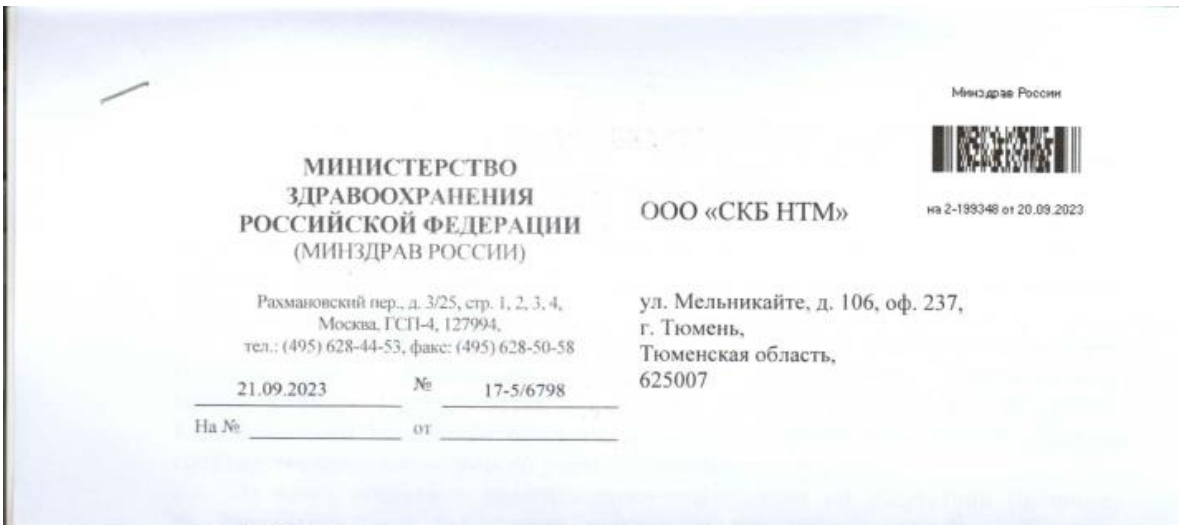 Минздрав России
на 2-199348 от 20.09.2023
МИНИСТЕРСТВО
ЗДРАВООХРАНЕНИЯ
РОССИЙСКОЙ ФЕДЕРАЦИИ
(МИНЗДРАВ РОССИИ)
Рахмановский пер., д. 3/25, стр. 1, 2, 3, 4,
Москва, ГСП-4, 127994,
тел.: (495) 628-44-53, факс: (495) 628-50-58
21.09.2023 № 17-5/6798
На № от
ООО «СКБ НТМ»
ул. Мельникайте, д. 106, оф. 237,
г. Тюмень,
Тюменская область,
625007